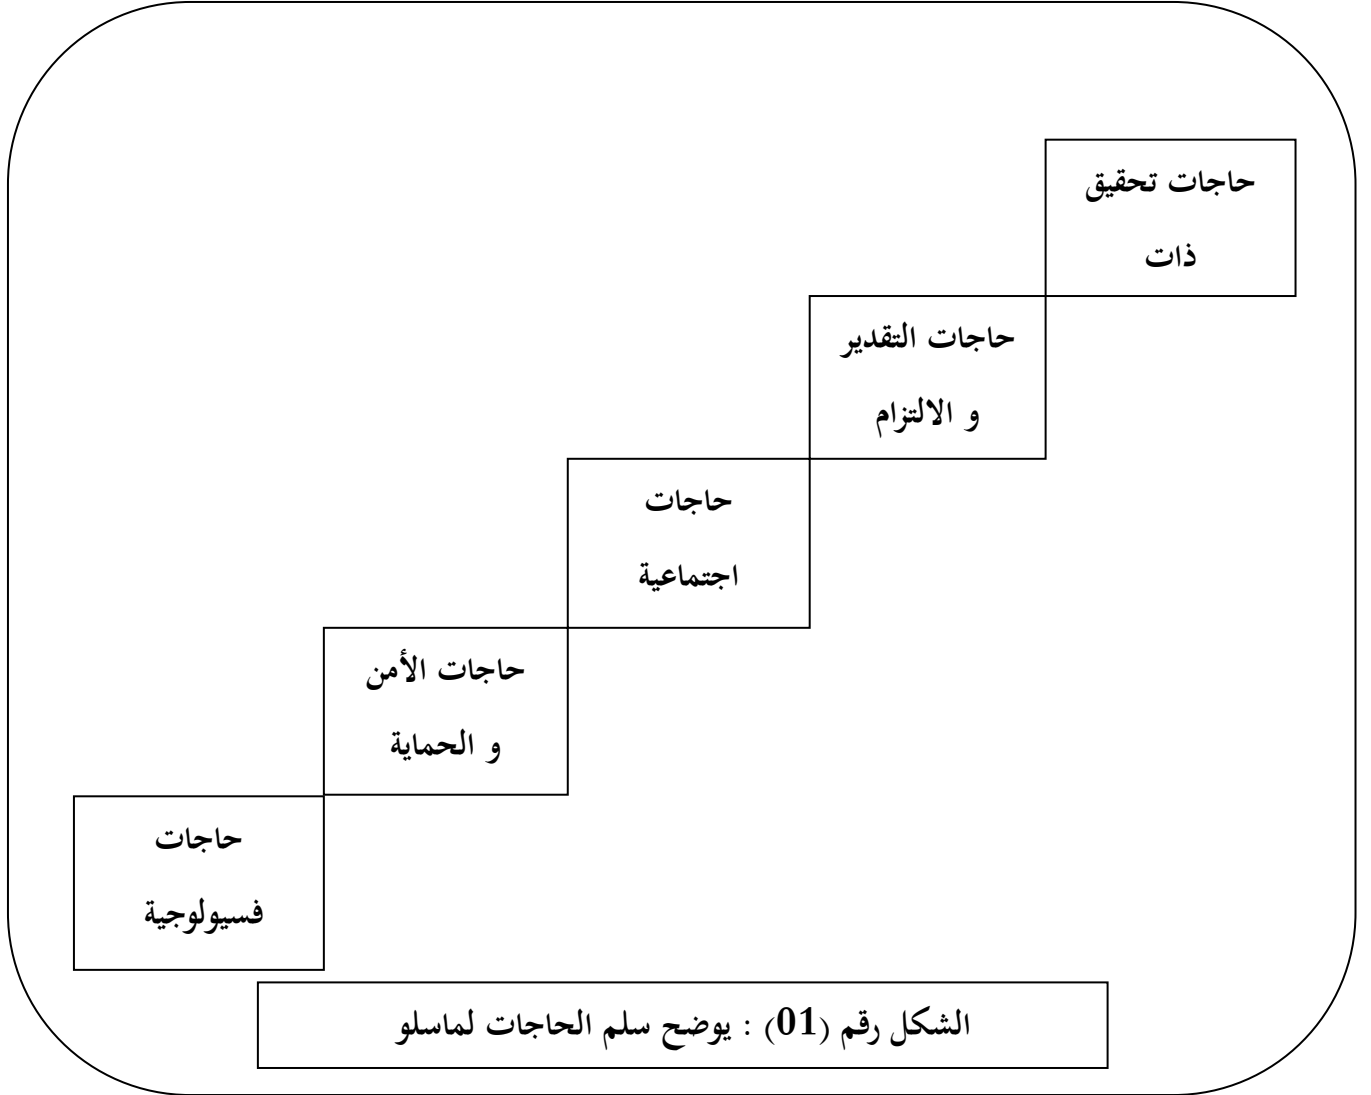 حاجات تحقيق
ذات
حاجات التقدير
و الالتزام
حاجات
اجتماعية
حاجات الأمن
و الحماية
حاجات
فسيولوجية
الشكل رقم (01) : يوضح سلم الحاجات لماسلو